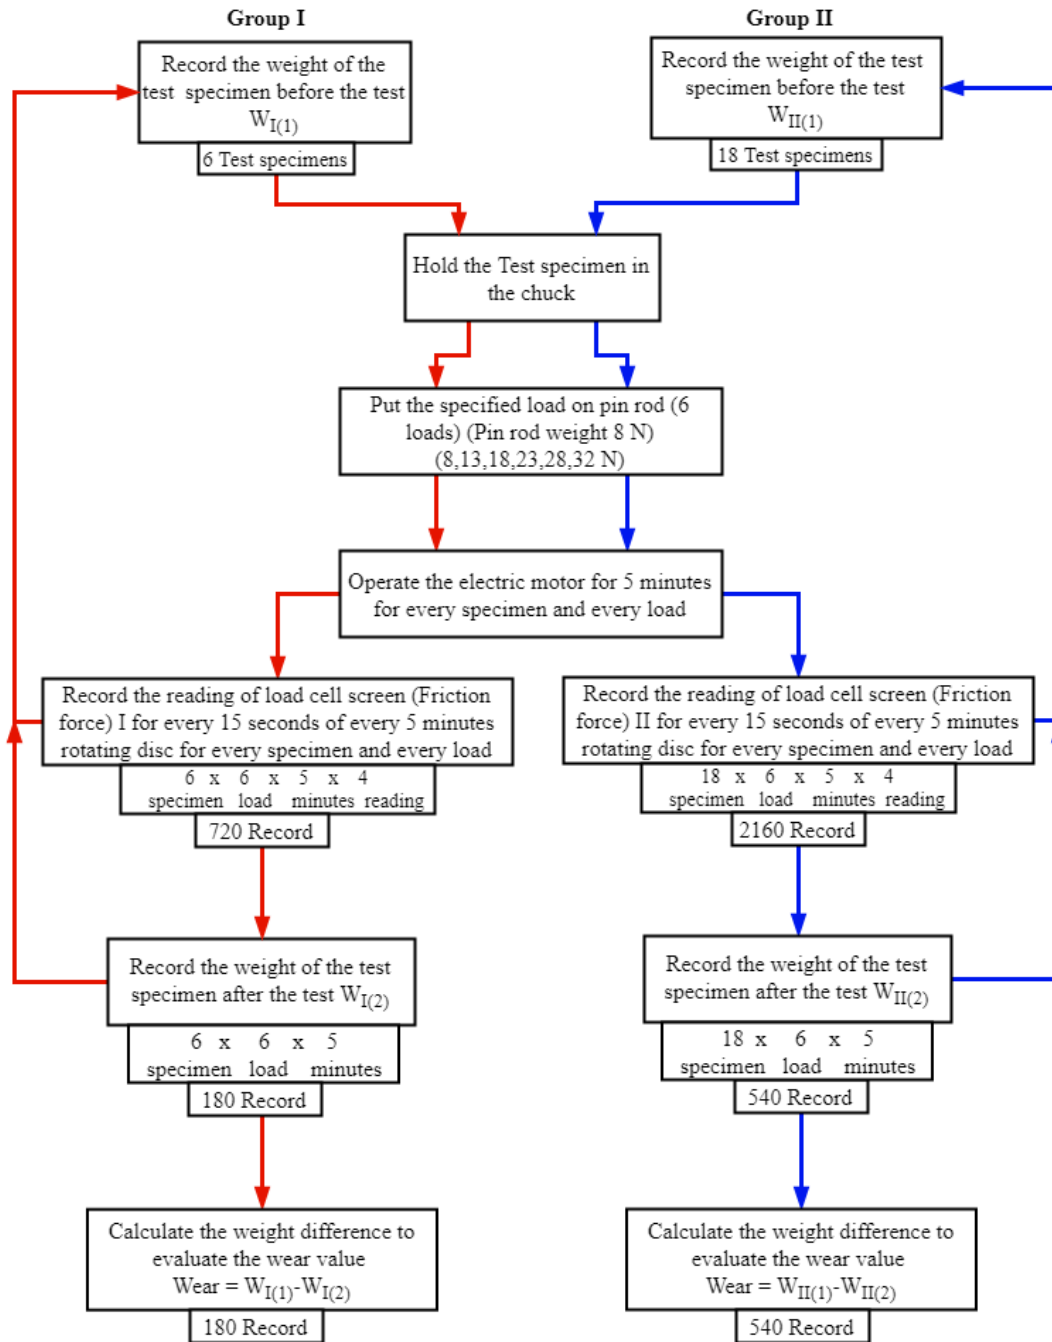 Group I
Record the weight of the
test specimen before the test
W_I(1)
6 Test specimens
Group II
Record the weight of the test
specimen before the test
W_II(1)
18 Test specimens
Hold the Test specimen in
the chuck
Put the specified load on pin rod (6
loads) (Pin rod weight 8 N)
(8,13,18,23,28,32 N)
Operate the electric motor for 5 minutes
for every specimen and every load
Record the reading of load cell screen (Friction
force) I for every 15 seconds of every 5 minutes
rotating disc for every specimen and every load
6 x 6 x 5 x 4
specimen load minutes reading
720 Record
Record the reading of load cell screen (Friction
force) II for every 15 seconds of every 5 minutes
rotating disc for every specimen and every load
18 x 6 x 5 x 4
specimen load minutes reading
2160 Record
Record the weight of the test
specimen after the test W_I(2)
6 x 6 x 5
specimen load minutes
180 Record
Record the weight of the test
specimen after the test W_II(2)
18 x 6 x 5
specimen load minutes
540 Record
Calculate the weight difference to
evaluate the wear value
Wear = W_I(1)-W_I(2)
180 Record
Calculate the weight difference to
evaluate the wear value
Wear = W_II(1)-W_II(2)
540 Record